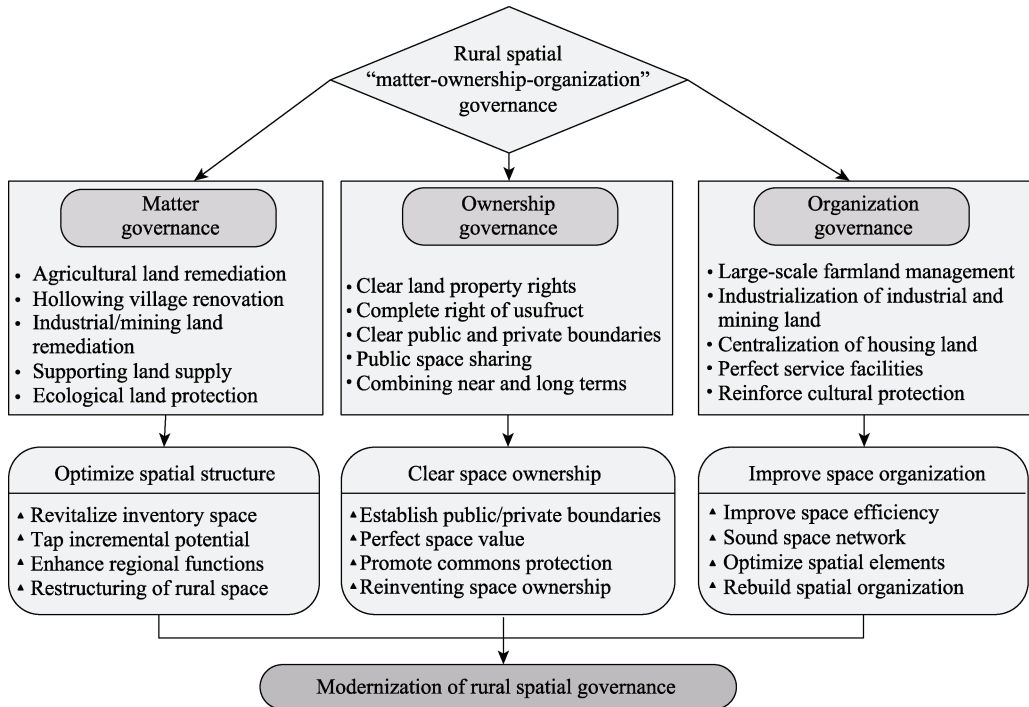 Rural spatial
“matter-ownership-organization”
governance
Matter
governance
• Agricultural land remediation
• Hollowing village renovation
• Industrial/mining land
remediation
• Supporting land supply
• Ecological land protection
Ownership
governance
• Clear land property rights
• Complete right of usufruct
• Clear public and private boundaries
• Public space sharing
• Combining near and long terms
Organization
governance
• Large-scale farmland management
• Industrialization of industrial and
mining land
• Centralization of housing land
• Perfect service facilities
• Reinforce cultural protection
Optimize spatial structure
▲ Revitalize inventory space
▲ Tap incremental potential
▲ Enhance regional functions
▲ Restructuring of rural space
Clear space ownership
▲ Establish public/private boundaries
▲ Perfect space value
▲ Promote commons protection
▲ Reinventing space ownership
Improve space organization
▲ Improve space efficiency
▲ Sound space network
▲ Optimize spatial elements
▲ Rebuild spatial organization
Modernization of rural spatial governance